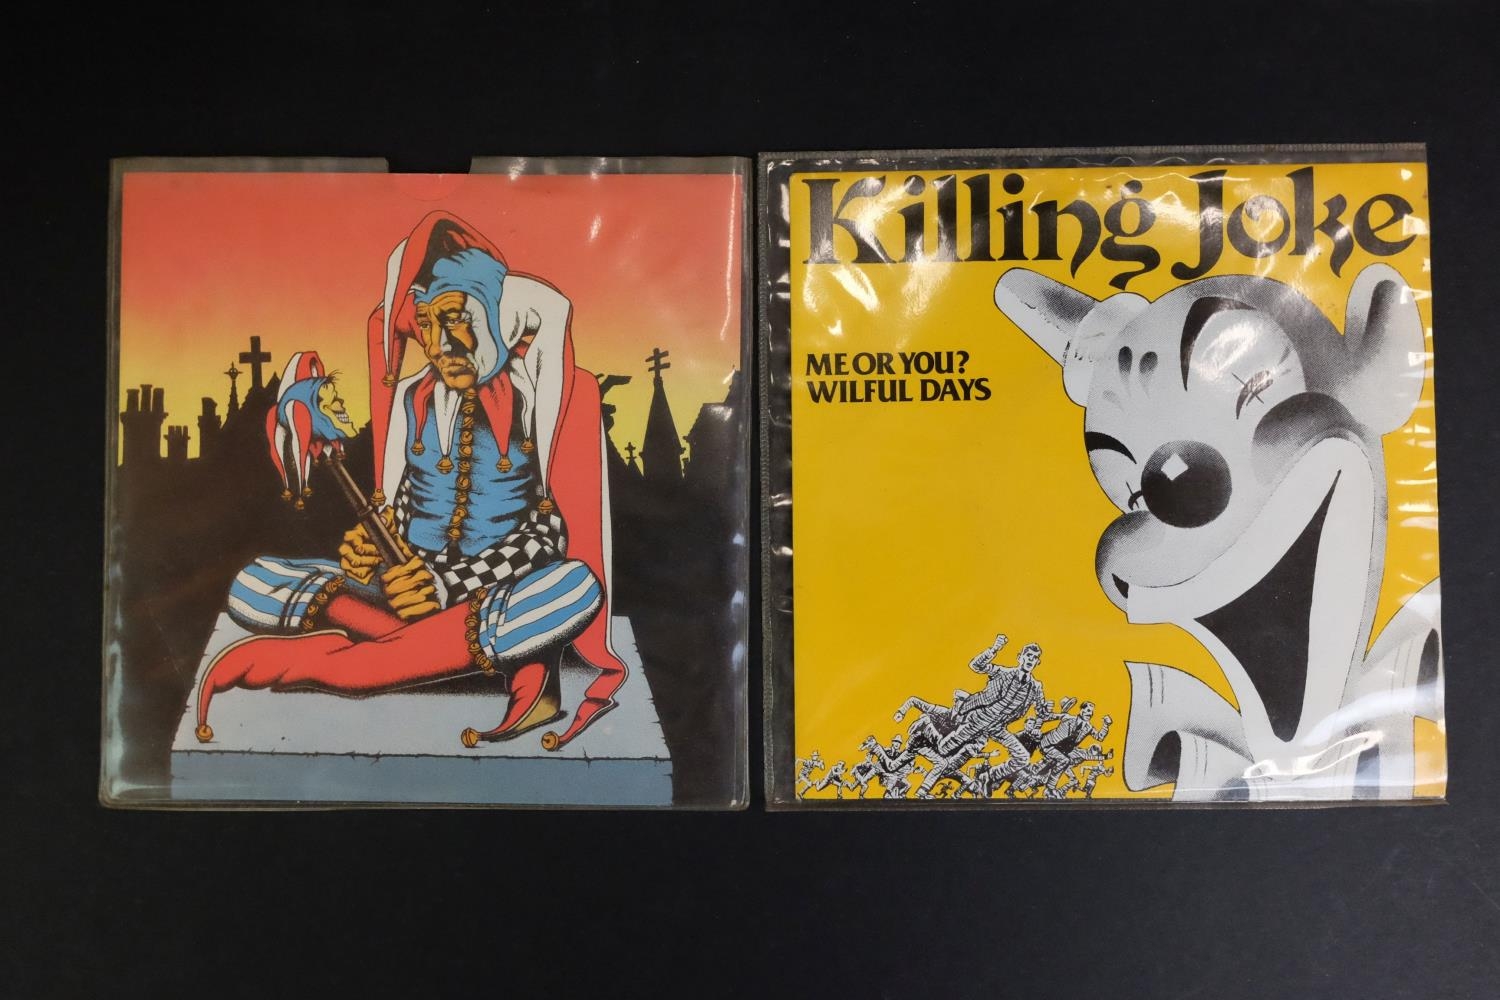 Killing Joke
ME OR YOU?
WILFUL DAYS